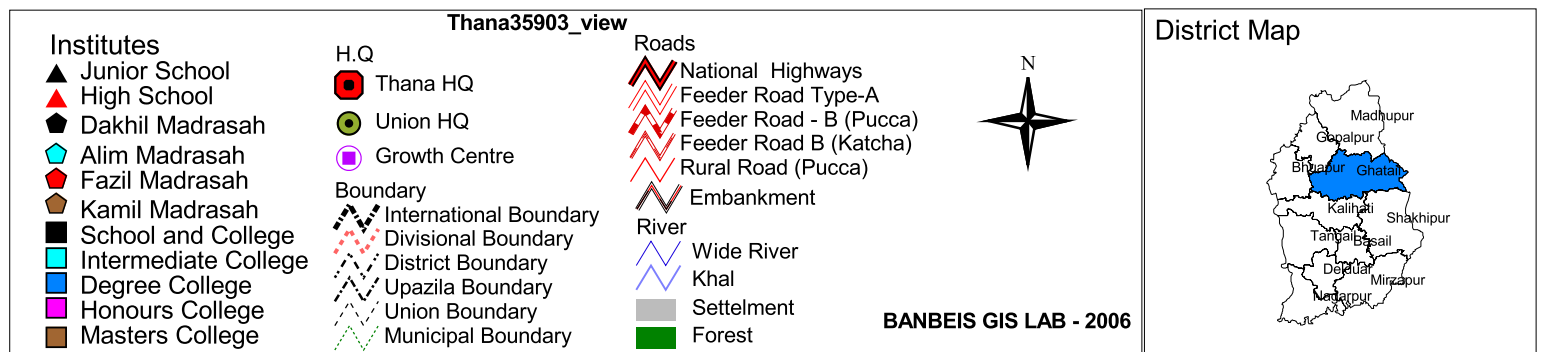 Thana35903_view
Institutes
Junior School
High School
Dakhil Madrasah
Alim Madrasah
Fazil Madrasah
Kamil Madrasah
School and College
Intermediate College
Degree College
Honours College
Masters College
H.Q
Thana HQ
Union HQ
Growth Centre
Boundary
International Boundary
Divisional Boundary
District Boundary
Upazila Boundary
Union Boundary
Municipal Boundary
Roads
National Highways
Feeder Road Type-A
Feeder Road - B (Pucca)
Feeder Road B (Katcha)
Rural Road (Pucca)
Embankment
River
Wide River
Khal
Settelment
Forest
N
BANBEIS GIS LAB - 2006
District Map
Madhupur
Gopalpur
Bhuapur
Ghatail
Kalihati
Shakhipur
Tangail
Basail
Delduar
Mirzapur
Nagarpur